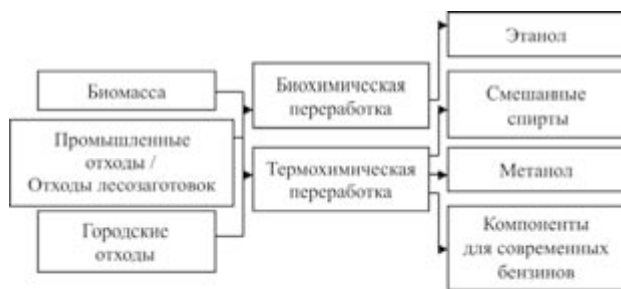 Биомасса
Промышленные
отходы /
Отходы лесозаготовок
Городские
отходы
Биохимическая
переработка
Термохимическая
переработка
Этанол
Смешанные
спирты
Метанол
Компоненты
для современных
бензинов